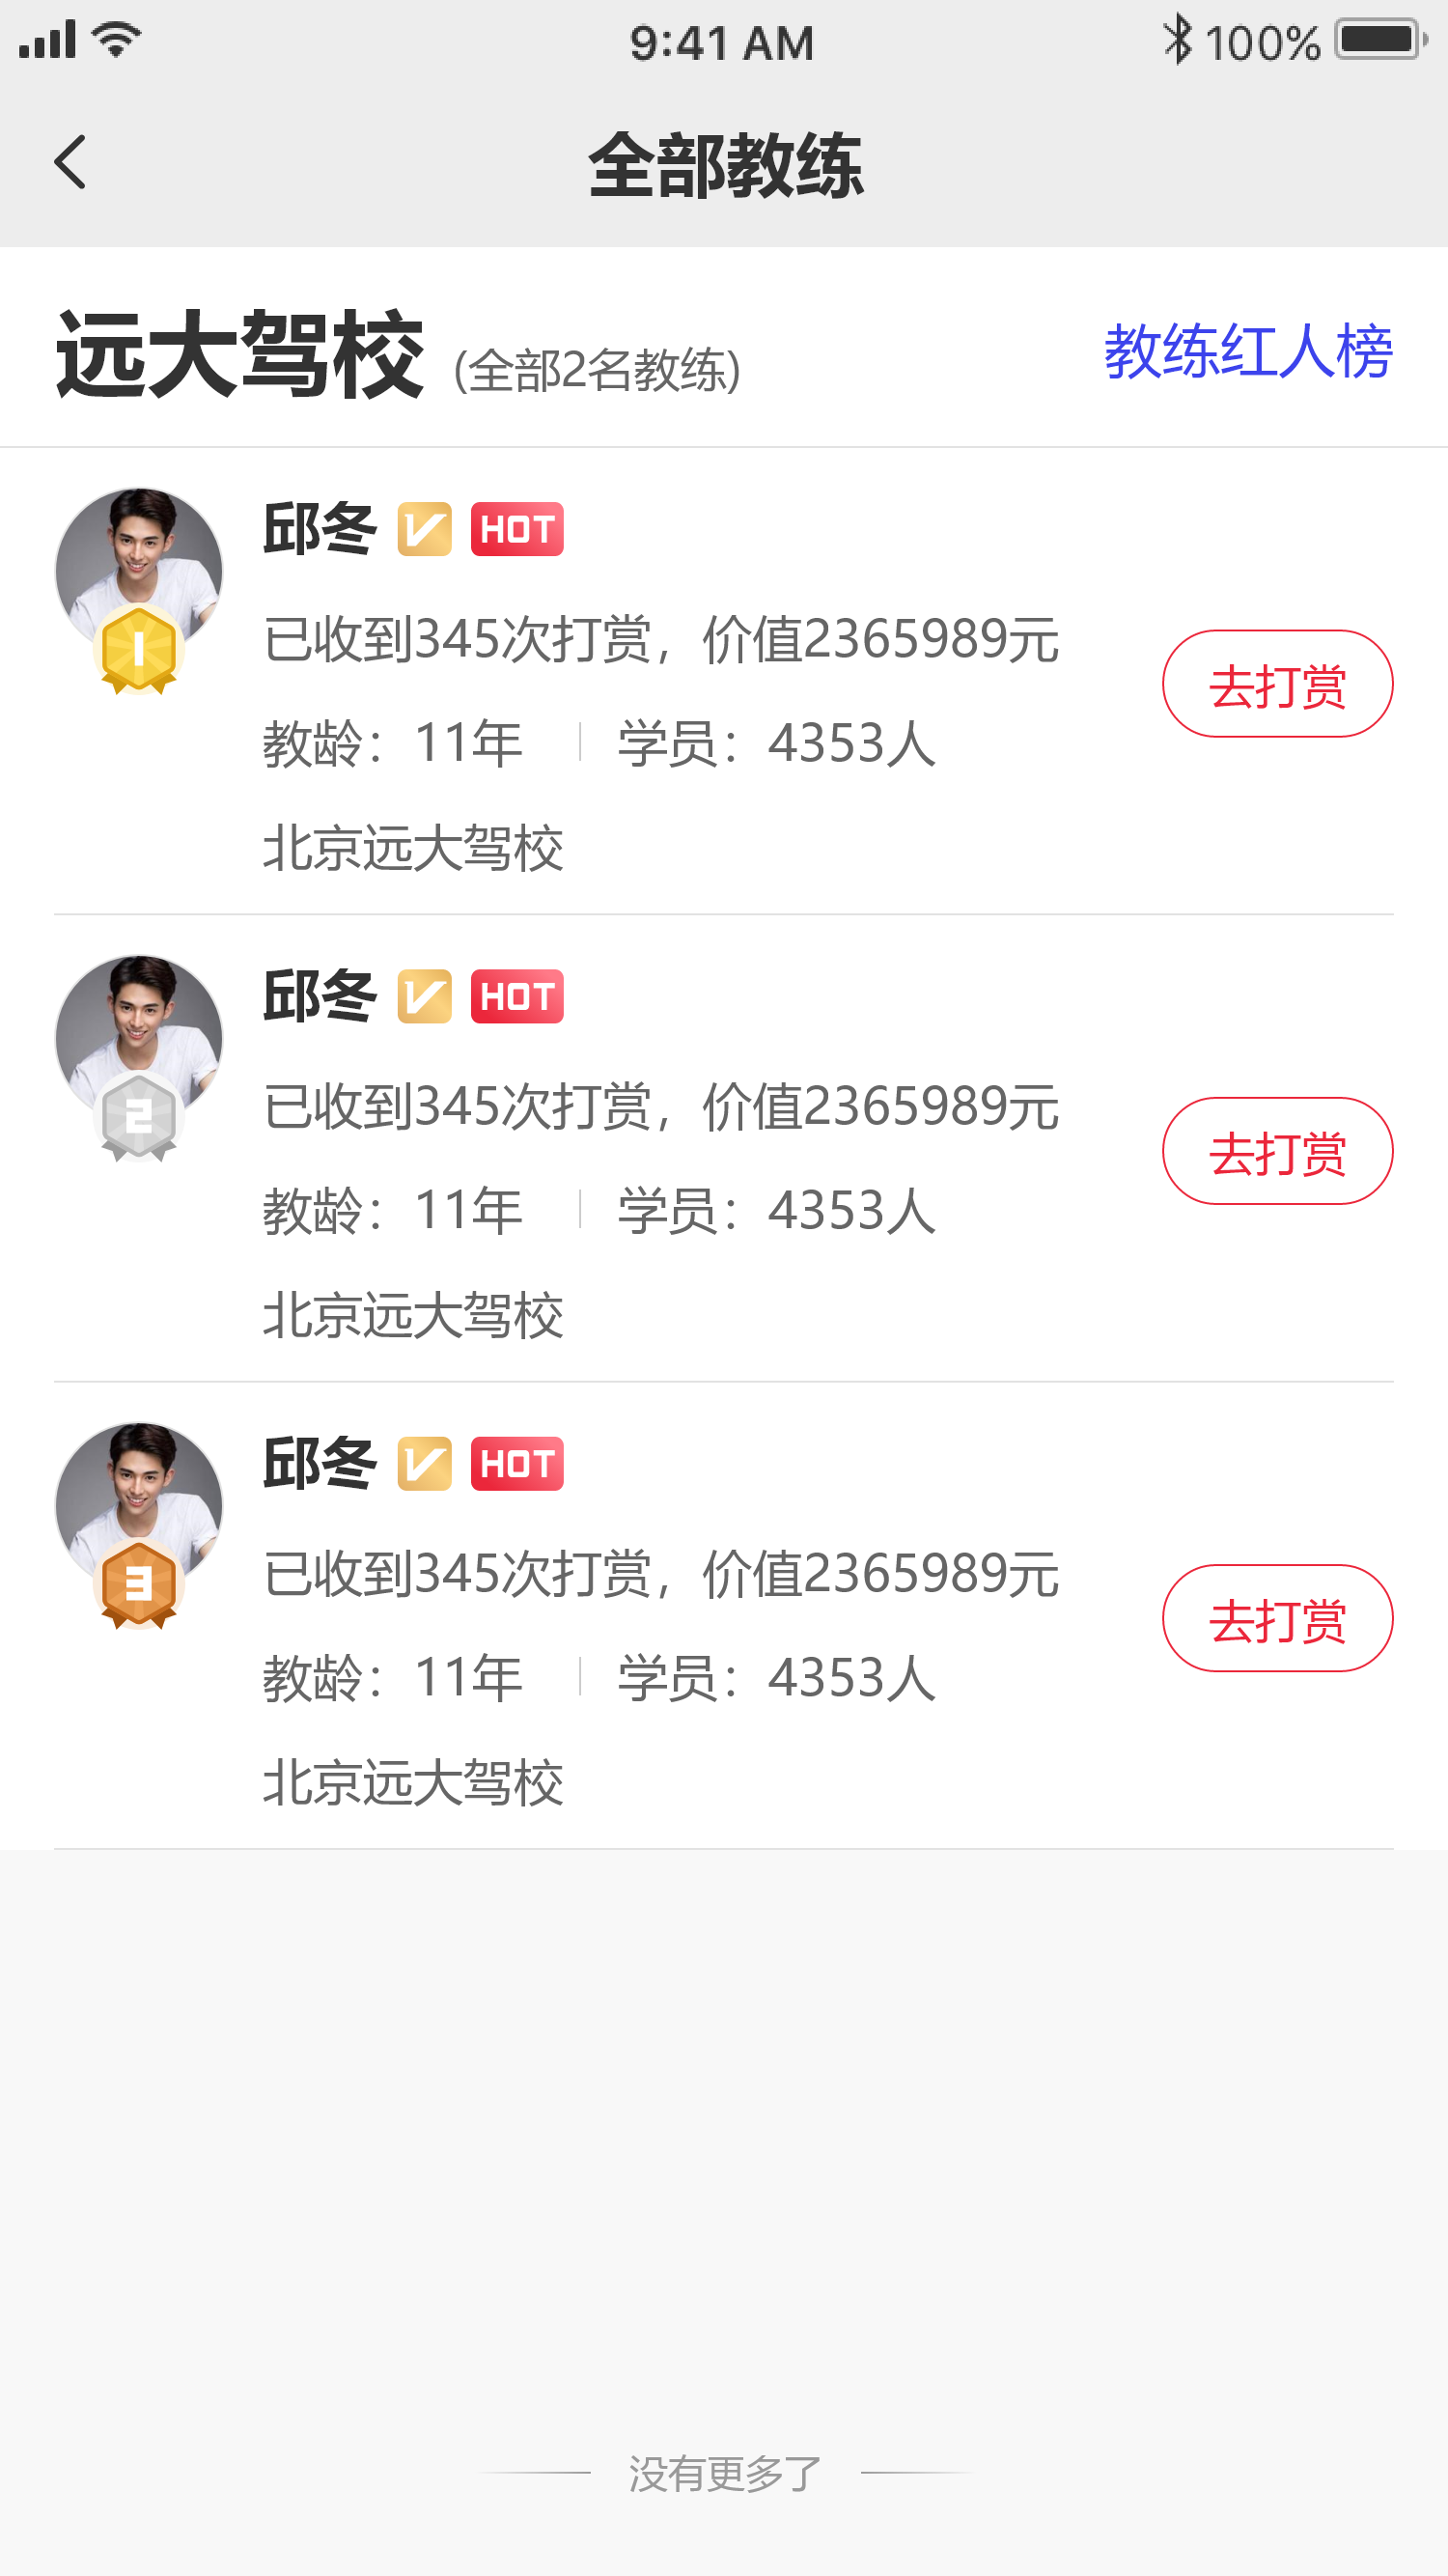 9:41 AM
100%
全部教练
远大驾校 (全部2名教练)
教练红人榜
邱冬 V HOT
1
已收到345次打赏，价值2365989元
去打赏
教龄：11年 学员：4353人
北京远大驾校
邱冬 V HOT
2
已收到345次打赏，价值2365989元
去打赏
教龄：11年 学员：4353人
北京远大驾校
邱冬 V HOT
3
已收到345次打赏，价值2365989元
去打赏
教龄：11年 学员：4353人
北京远大驾校
没有更多了